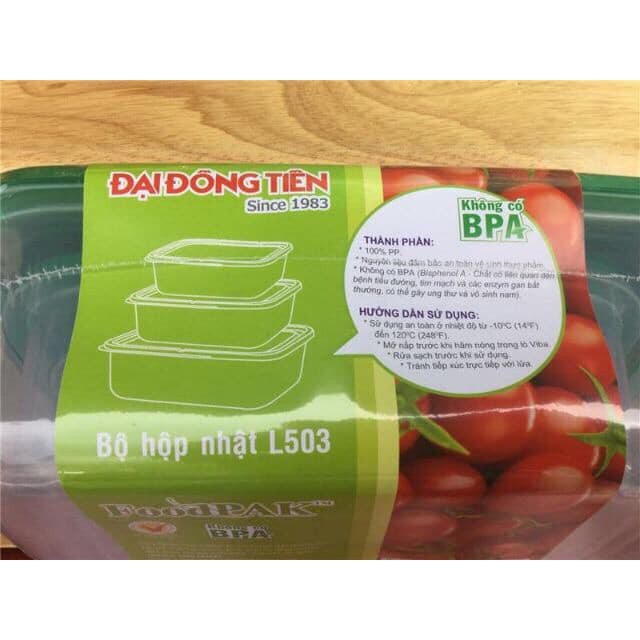 ĐẠI ĐỒNG TIẾN
Since 1983
Không có
BPA
THÀNH PHẦN:
* 100% PP.
* Nguyên liệu đảm bảo an toàn vệ sinh thực phẩm.
* Không có BPA (Bisphenol A - Chất có liên quan đến
bệnh tiểu đường, tim mạch và các enzym gan bất
thường, có thể gây ung thư và vô sinh nam).
HƯỚNG DẪN SỬ DỤNG:
* Sử dụng an toàn ở nhiệt độ từ -10°C (14°F)
đến 120°C (248°F).
* Mở nắp trước khi hâm nóng trong lò Viba.
* Rửa sạch trước khi sử dụng.
* Tránh tiếp xúc trực tiếp với lửa.
Bộ hộp nhật L503
FoodPAK™
Không có
BPA